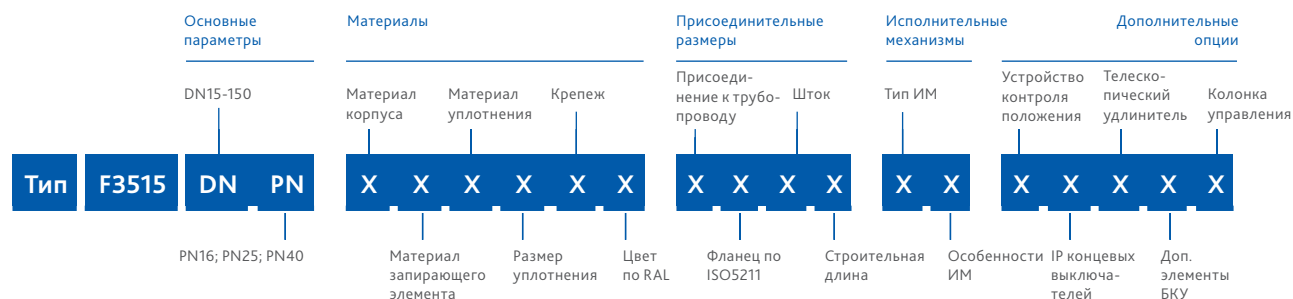 Основные
параметры
Материалы
Присоединительные
размеры
Исполнительные
механизмы
Дополнительные
опции
DN15-150
Материал
корпуса
Материал
уплотнения
Крепеж
Присоеди-
нение к трубо-
проводу
Шток
Тип ИМ
Устройство
контроля
положения
Телеско-
пический
удлинитель
Колонка
управления
Тип F3515 DN PN X X X X X X X X X X X X X X X X X
PN16; PN25; PN40
Материал
запирающего
элемента
Размер
уплотнения
Цвет
по RAL
Фланец по
ISO5211
Строительная
длина
Особенности
ИМ
IP концевых
выключа-
телей
Доп.
элементы
БКУ